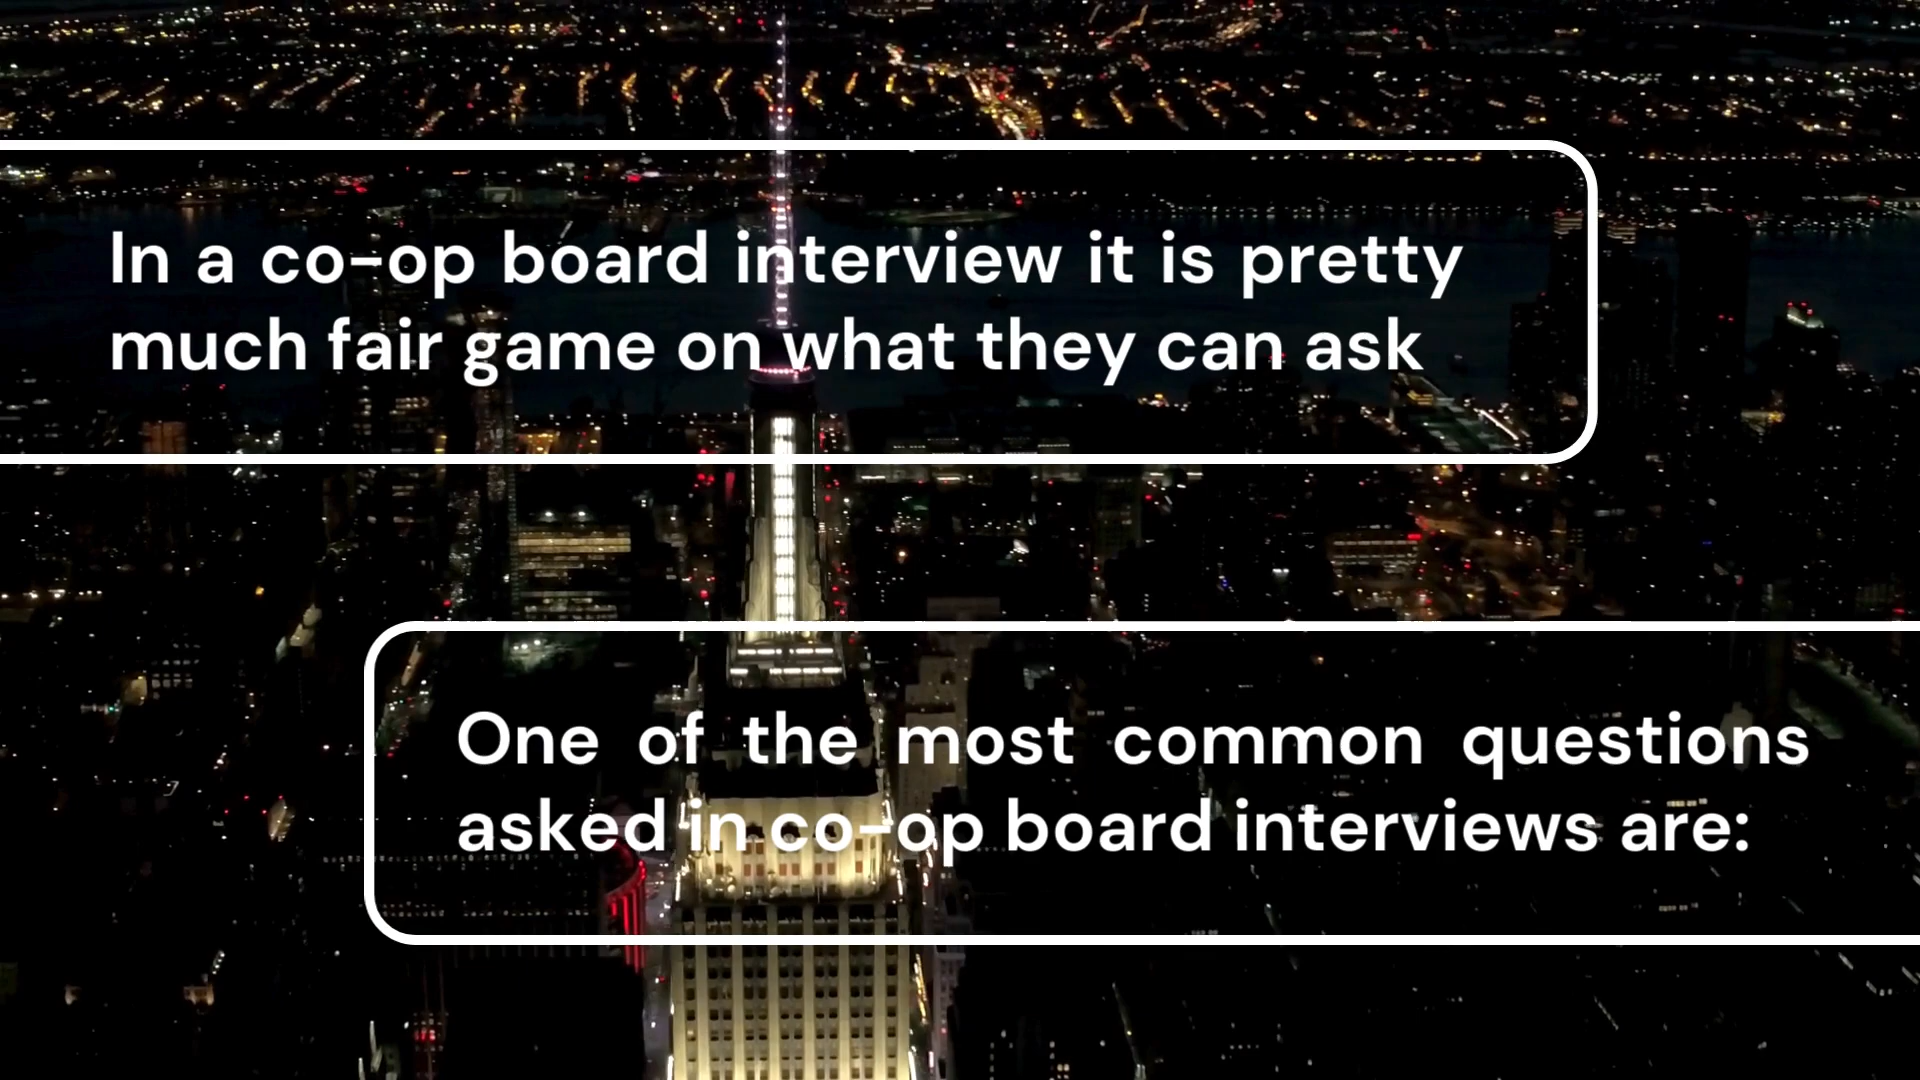 In a co-op board interview it is pretty
much fair game on what they can ask
One of the most common questions
asked in co-op board interviews are: